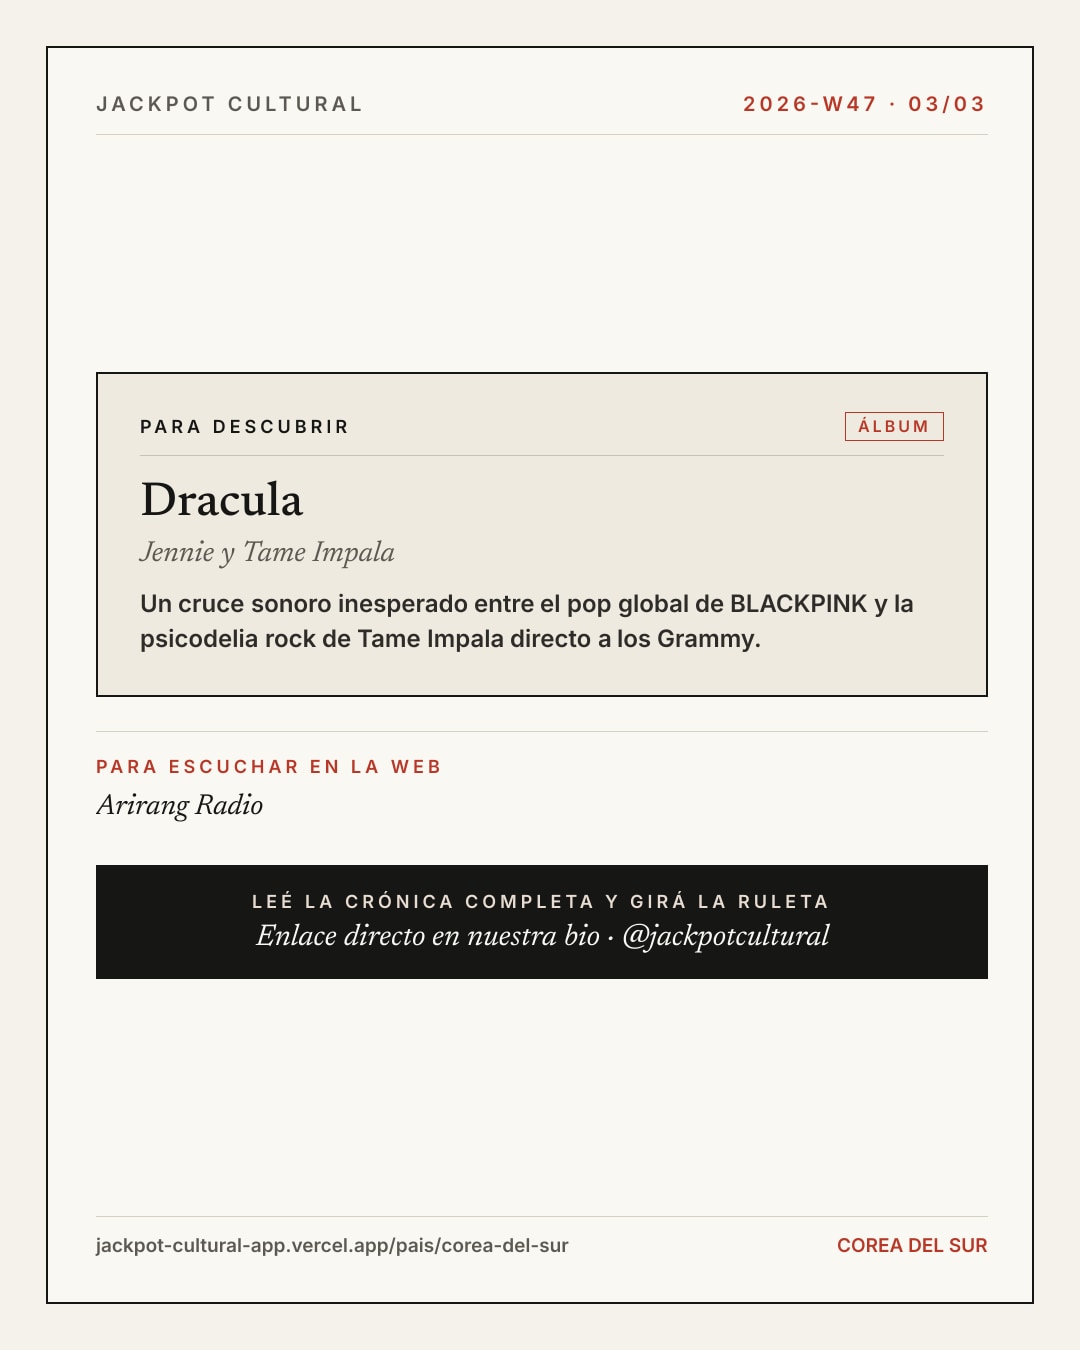 JACKPOT CULTURAL
2026-W47 · 03/03
PARA DESCUBRIR
ÁLBUM
Dracula
Jennie y Tame Impala
Un cruce sonoro inesperado entre el pop global de BLACKPINK y la
psicodelia rock de Tame Impala directo a los Grammy.
PARA ESCUCHAR EN LA WEB
Arirang Radio
LEÉ LA CRÓNICA COMPLETA Y GIRÁ LA RULETA
Enlace directo en nuestra bio · @jackpotcultural
jackpot-cultural-app.vercel.app/pais/corea-del-sur
COREA DEL SUR